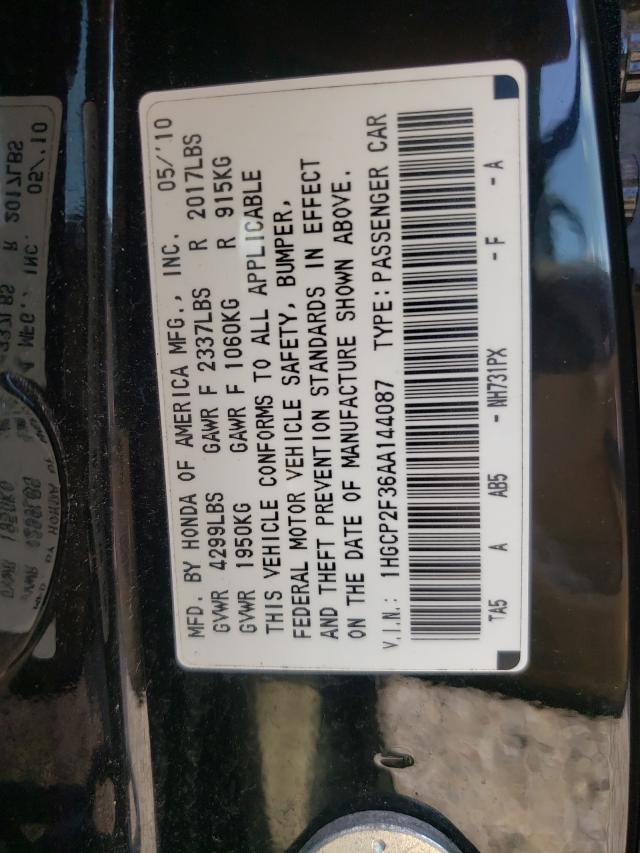 MFD. BY HONDA OF AMERICA MFG., INC. 05/'10
GVWR 4299LBS GAWR F 2337LBS R 2017LBS
GVWR 1950KG GAWR F 1060KG R 915KG
THIS VEHICLE CONFORMS TO ALL APPLICABLE
FEDERAL MOTOR VEHICLE SAFETY, BUMPER,
AND THEFT PREVENTION STANDARDS IN EFFECT
ON THE DATE OF MANUFACTURE SHOWN ABOVE.
V.I.N.: 1HGCP2F36AA144087 TYPE: PASSENGER CAR
TA5 A AB5 - NH731PX - F - A